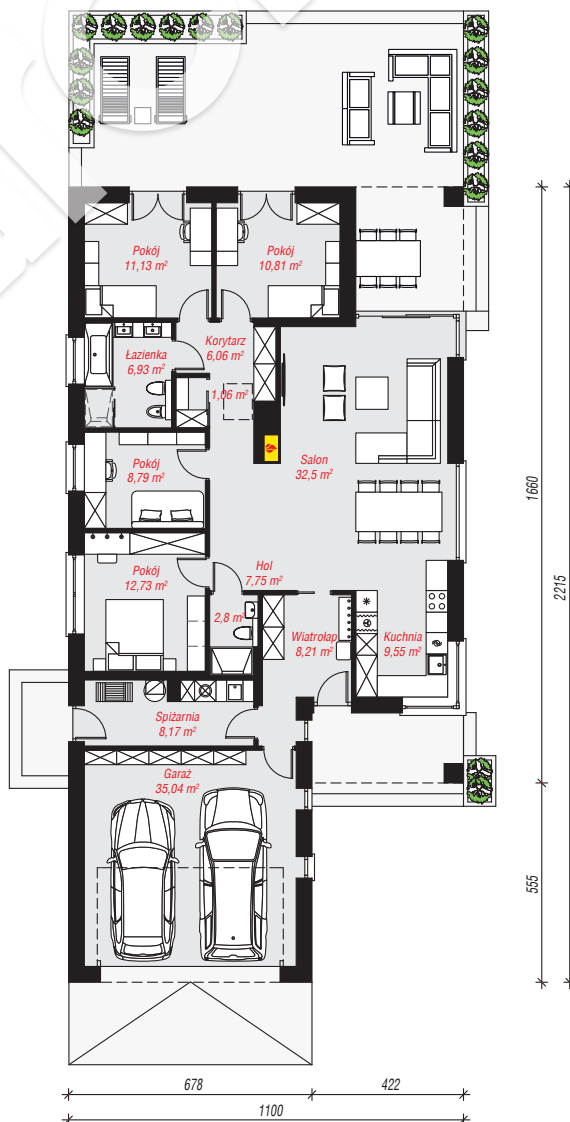 Pokój
11,13 m²
Pokój
10,81 m²
Korytarz
6,06 m²
Łazienka
6,93 m²
1,06 m²
Pokój
8,79 m²
Salon
32,5 m²
Pokój
12,73 m²
Hol
7,75 m²
2,8 m²
Wiatrołap
8,21 m²
Kuchnia
9,55 m²
Spiżarnia
8,17 m²
Garaż
35,04 m²
1660
2215
555
678
422
1100